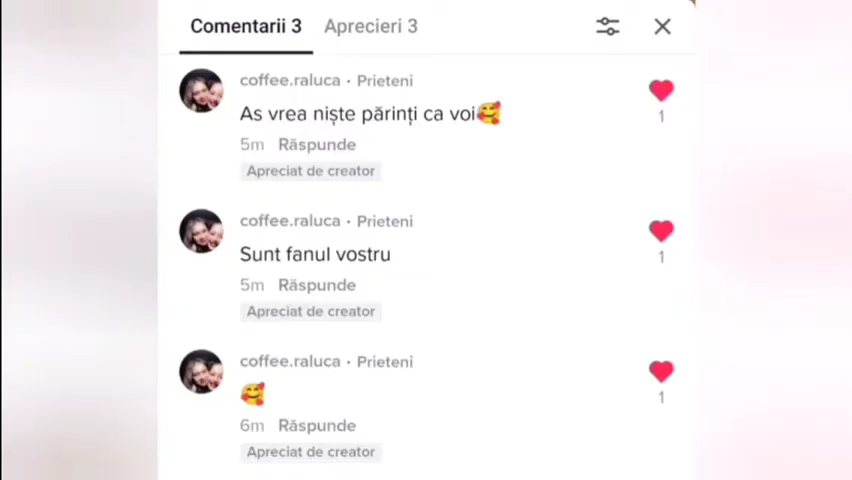 Comentarii 3 Aprecieri 3
coffee.raluca · Prieteni
As vrea niște părinți ca voi🥰
1
5m Răspunde
Apreciat de creator
coffee.raluca · Prieteni
Sunt fanul vostru
1
5m Răspunde
Apreciat de creator
coffee.raluca · Prieteni
🥰
1
6m Răspunde
Apreciat de creator